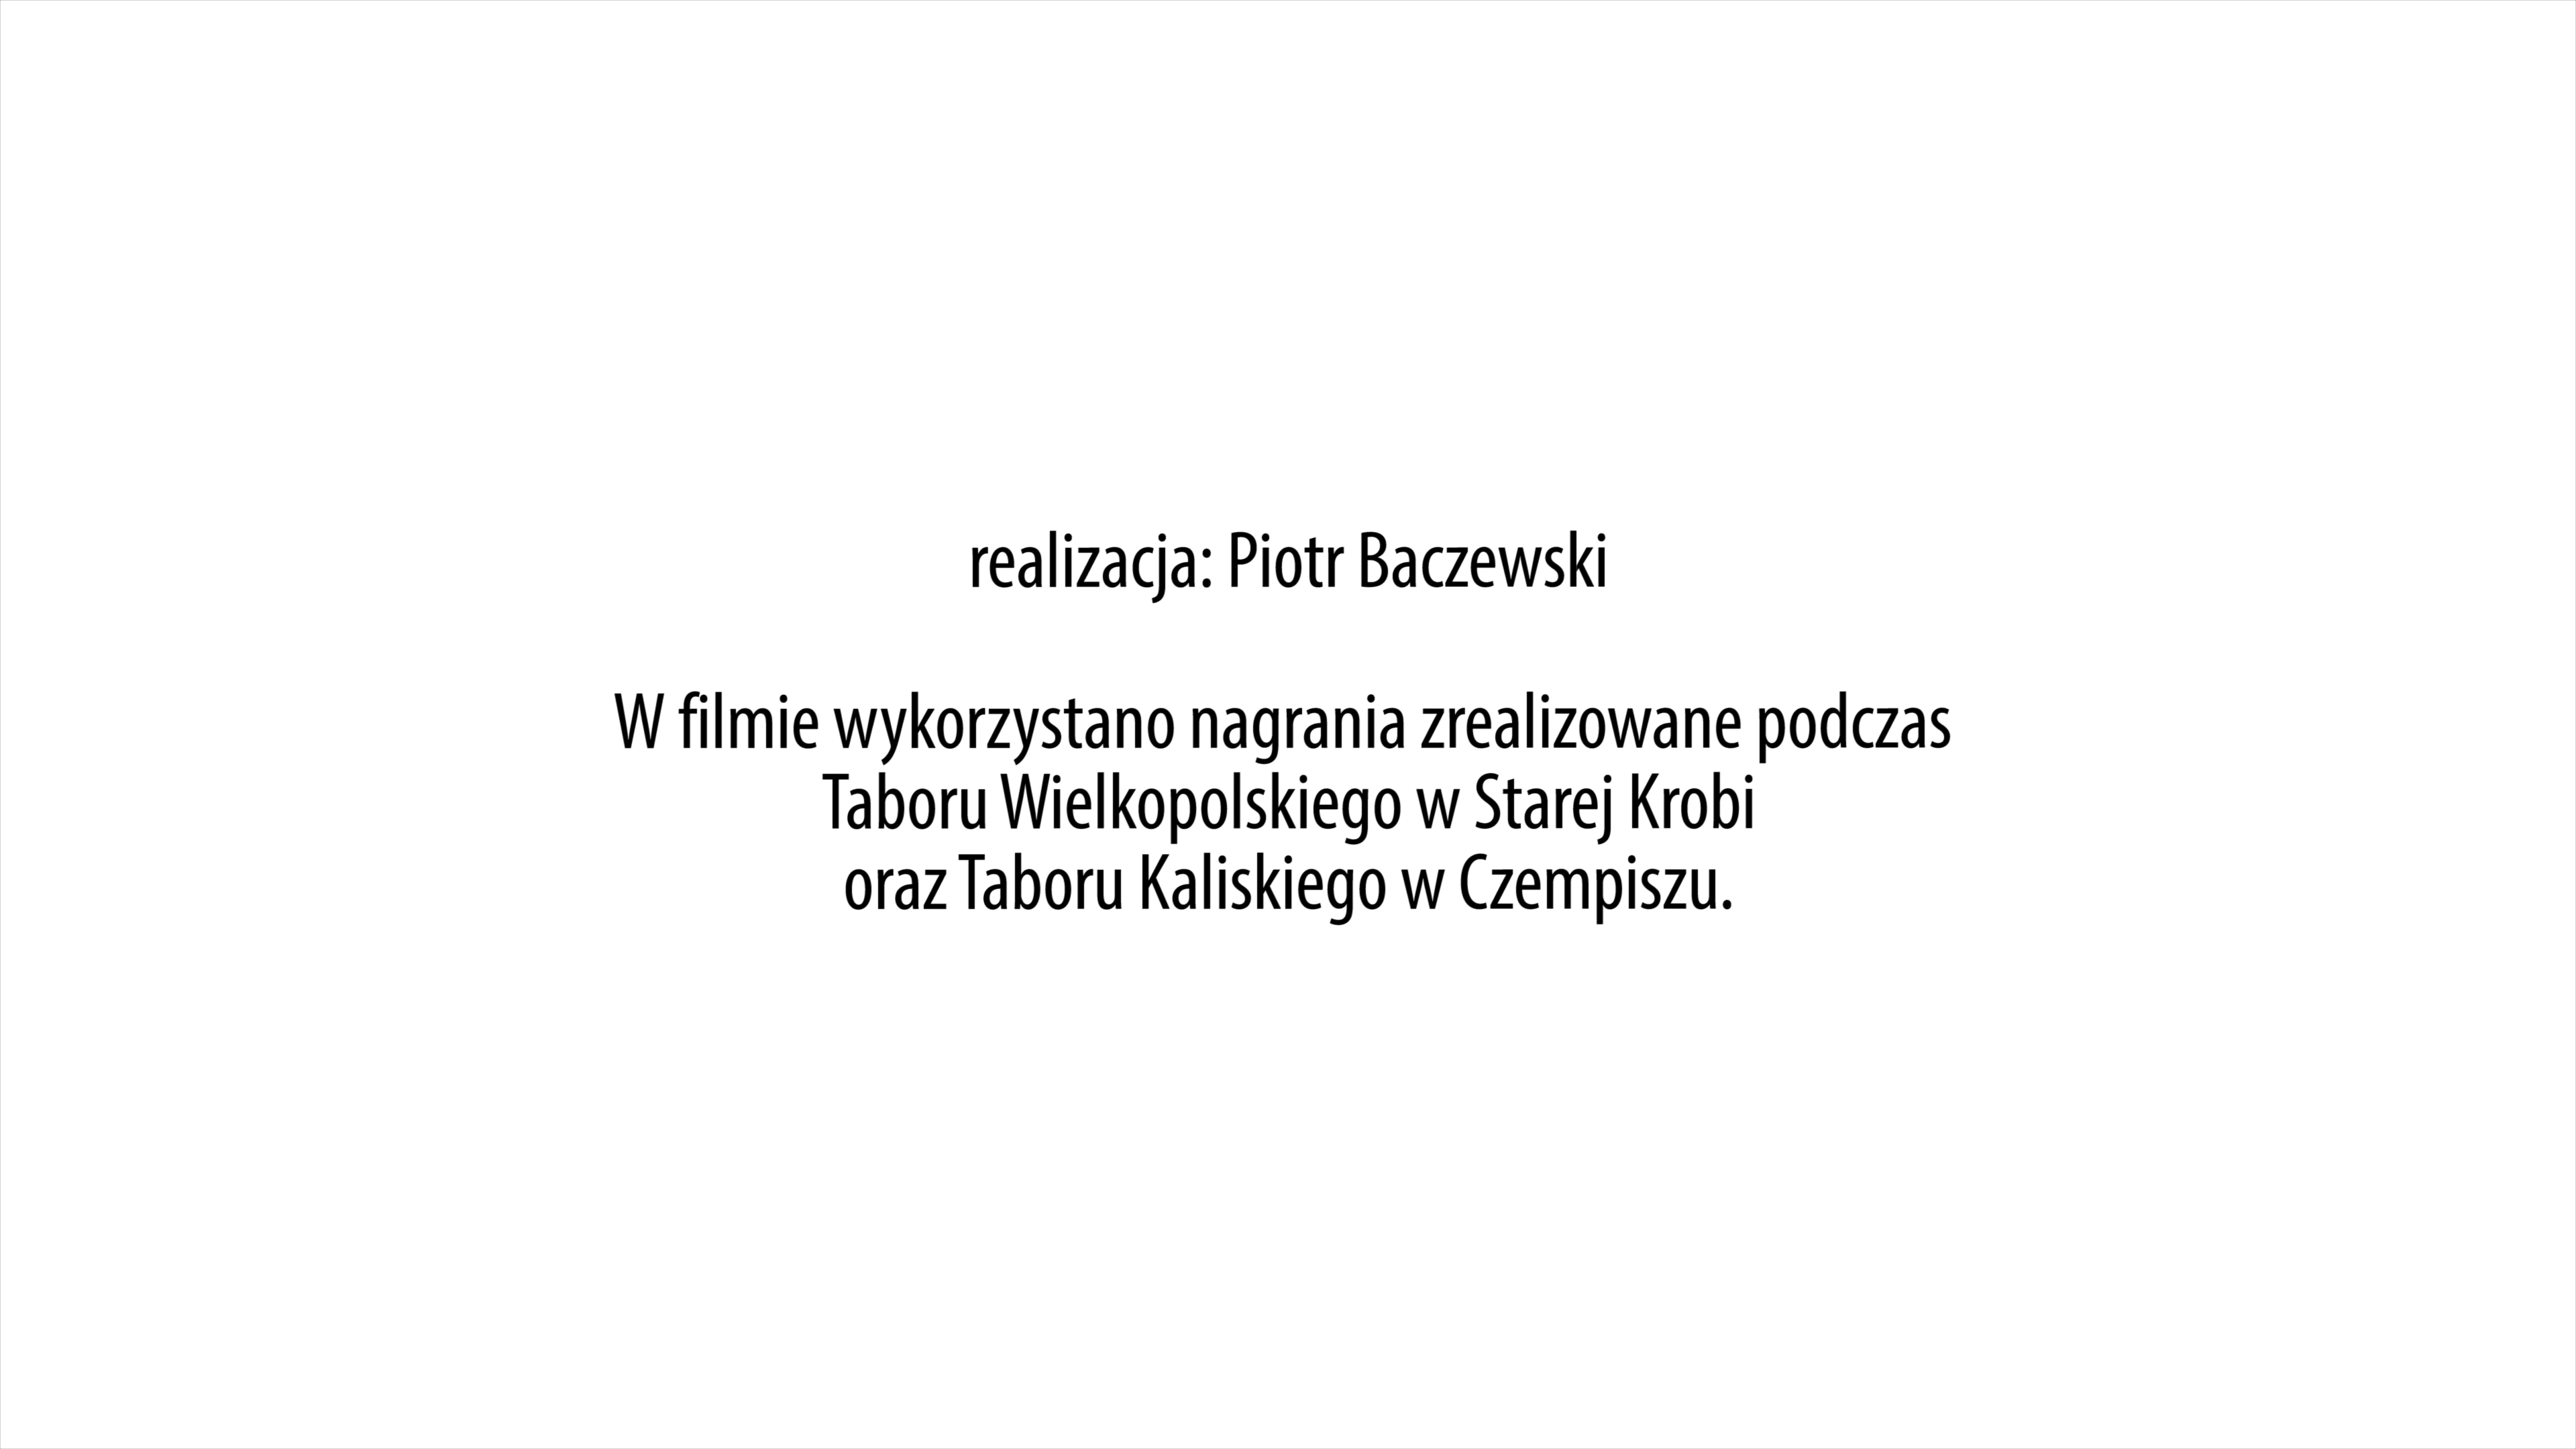 realizacja: Piotr Baczewski
W filmie wykorzystano nagrania zrealizowane podczas
Taboru Wielkopolskiego w Starej Krobi
oraz Taboru Kaliskiego w Czempiszu.